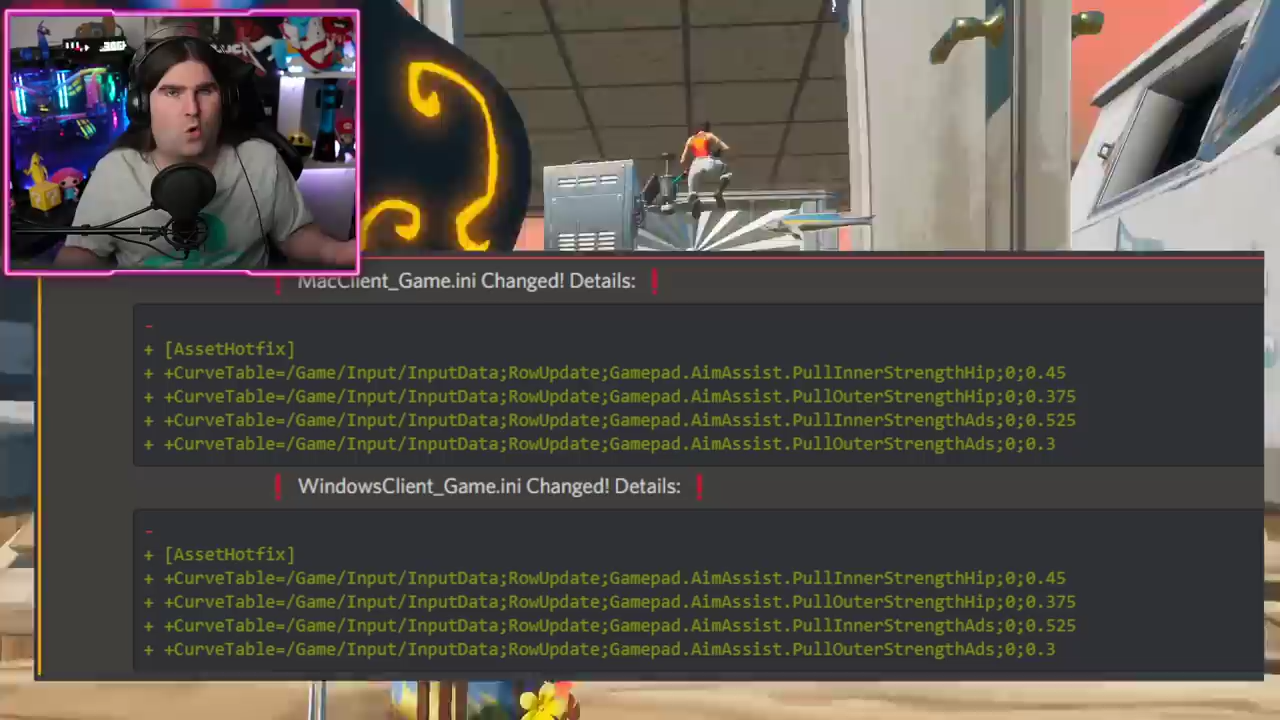 MacClient_Game.ini Changed! Details:
-
+ [AssetHotfix]
+ +CurveTable=/Game/Input/InputData;RowUpdate;Gamepad.AimAssist.PullInnerStrengthHip;0;0.45
+ +CurveTable=/Game/Input/InputData;RowUpdate;Gamepad.AimAssist.PullOuterStrengthHip;0;0.375
+ +CurveTable=/Game/Input/InputData;RowUpdate;Gamepad.AimAssist.PullInnerStrengthAds;0;0.525
+ +CurveTable=/Game/Input/InputData;RowUpdate;Gamepad.AimAssist.PullOuterStrengthAds;0;0.3
❗ WindowsClient_Game.ini Changed! Details: ❗
-
+ [AssetHotfix]
+ +CurveTable=/Game/Input/InputData;RowUpdate;Gamepad.AimAssist.PullInnerStrengthHip;0;0.45
+ +CurveTable=/Game/Input/InputData;RowUpdate;Gamepad.AimAssist.PullOuterStrengthHip;0;0.375
+ +CurveTable=/Game/Input/InputData;RowUpdate;Gamepad.AimAssist.PullInnerStrengthAds;0;0.525
+ +CurveTable=/Game/Input/InputData;RowUpdate;Gamepad.AimAssist.PullOuterStrengthAds;0;0.3